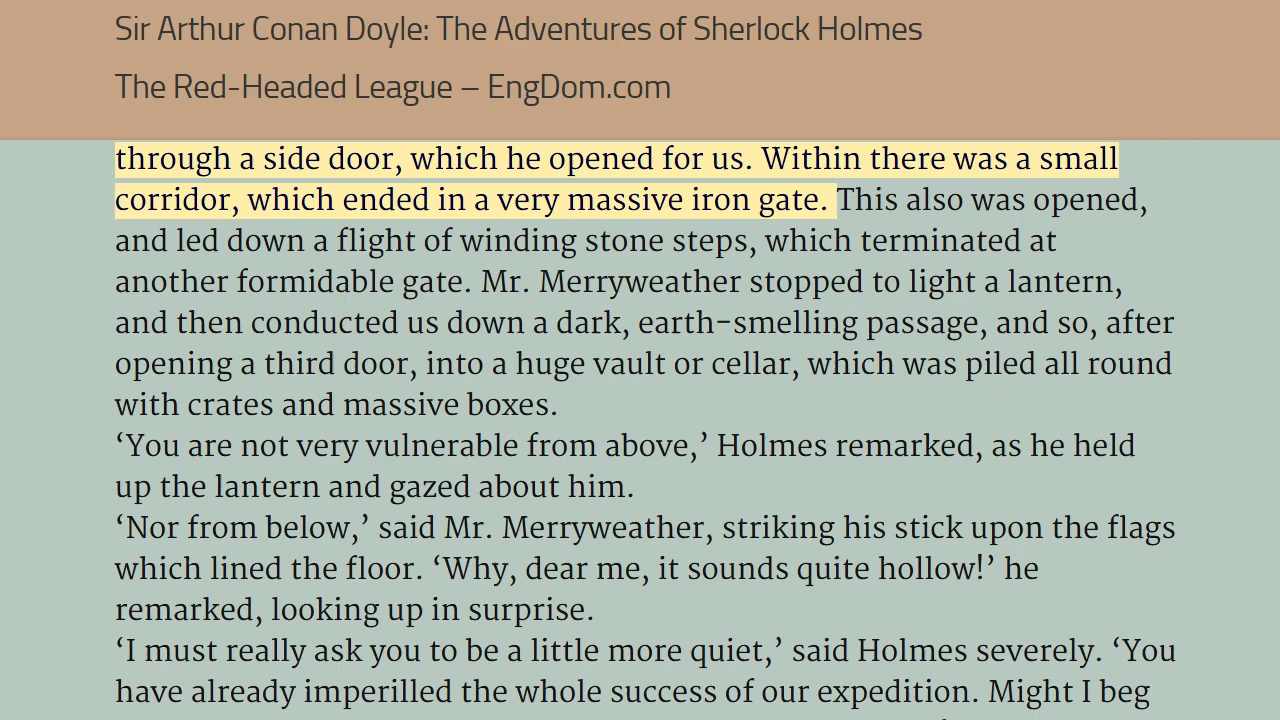 Sir Arthur Conan Doyle: The Adventures of Sherlock Holmes
The Red-Headed League – EngDom.com
through a side door, which he opened for us. Within there was a small
corridor, which ended in a very massive iron gate. This also was opened,
and led down a flight of winding stone steps, which terminated at
another formidable gate. Mr. Merryweather stopped to light a lantern,
and then conducted us down a dark, earth-smelling passage, and so, after
opening a third door, into a huge vault or cellar, which was piled all round
with crates and massive boxes.
‘You are not very vulnerable from above,’ Holmes remarked, as he held
up the lantern and gazed about him.
‘Nor from below,’ said Mr. Merryweather, striking his stick upon the flags
which lined the floor. ‘Why, dear me, it sounds quite hollow!’ he
remarked, looking up in surprise.
‘I must really ask you to be a little more quiet,’ said Holmes severely. ‘You
have already imperilled the whole success of our expedition. Might I beg